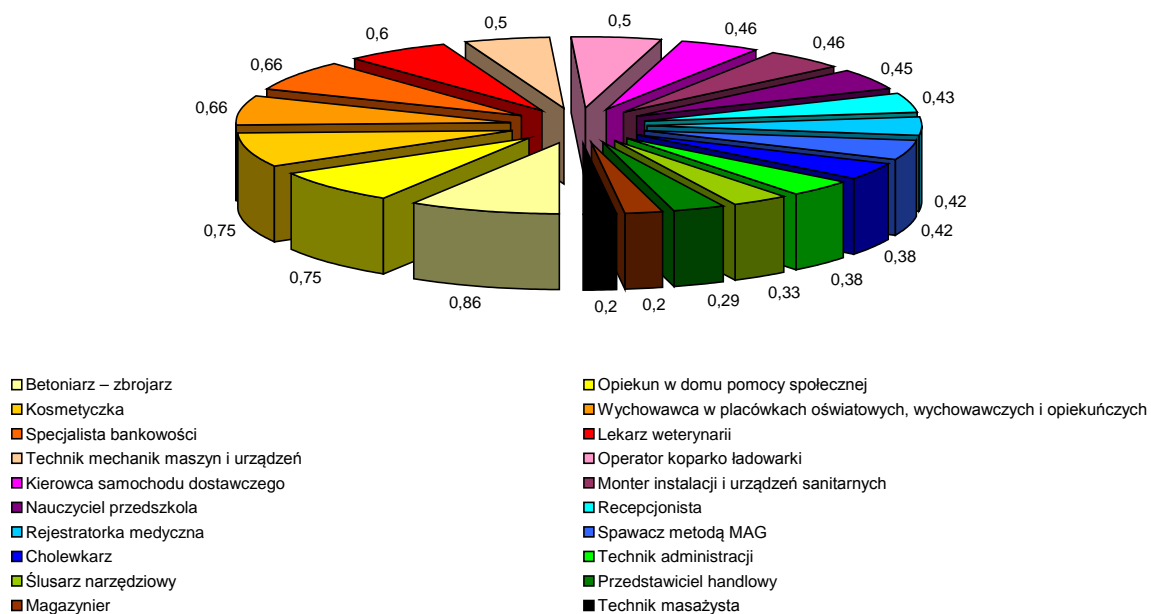 0,5
0,5
0,6
0,46
0,46
0,66
0,45
0,66
0,43
0,42
0,42
0,75
0,38
0,75
0,38
0,86
0,2
0,2
0,29
0,33
Betoniarz – zbrojarz
Opiekun w domu pomocy społecznej
Kosmetyczka
Wychowawca w placówkach oświatowych, wychowawczych i opiekuńczych
Specjalista bankowości
Lekarz weterynarii
Technik mechanik maszyn i urządzeń
Operator koparko ładowarki
Kierowca samochodu dostawczego
Monter instalacji i urządzeń sanitarnych
Nauczyciel przedszkola
Recepcjonista
Rejestratorka medyczna
Spawacz metodą MAG
Cholewkarz
Technik administracji
Ślusarz narzędziowy
Przedstawiciel handlowy
Magazynier
Technik masażysta